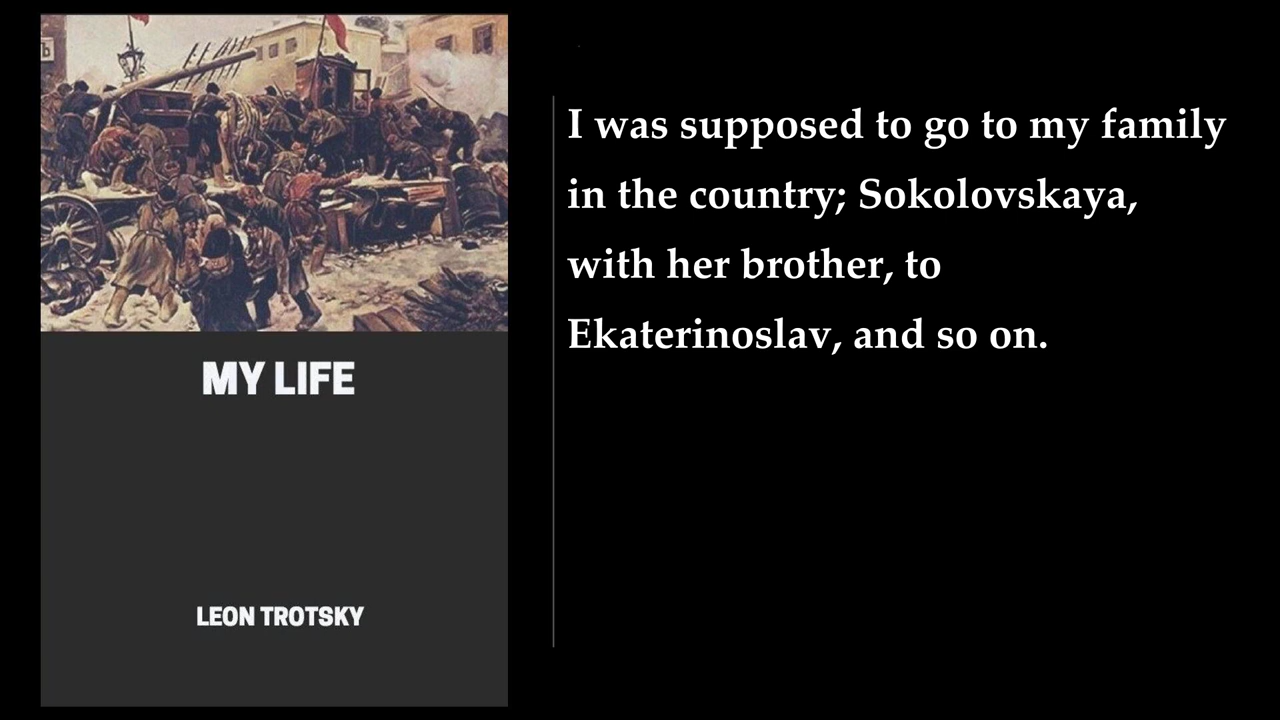 MY LIFE
LEON TROTSKY
I was supposed to go to my family
in the country; Sokolovskaya,
with her brother, to
Ekaterinoslav, and so on.